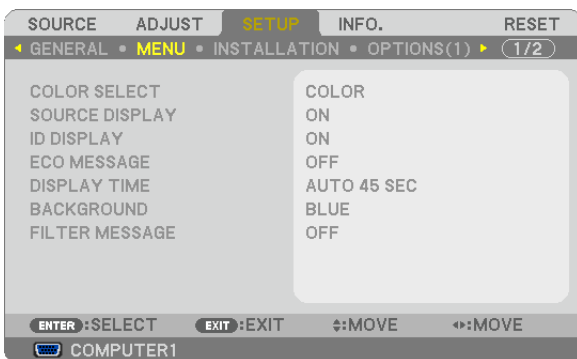 SOURCE ADJUST SETUP INFO. RESET
GENERAL • MENU • INSTALLATION • OPTIONS(1) 1/2
COLOR SELECT COLOR
SOURCE DISPLAY ON
ID DISPLAY ON
ECO MESSAGE OFF
DISPLAY TIME AUTO 45 SEC
BACKGROUND BLUE
FILTER MESSAGE OFF
ENTER :SELECT EXIT :EXIT :MOVE :MOVE
COMPUTER1